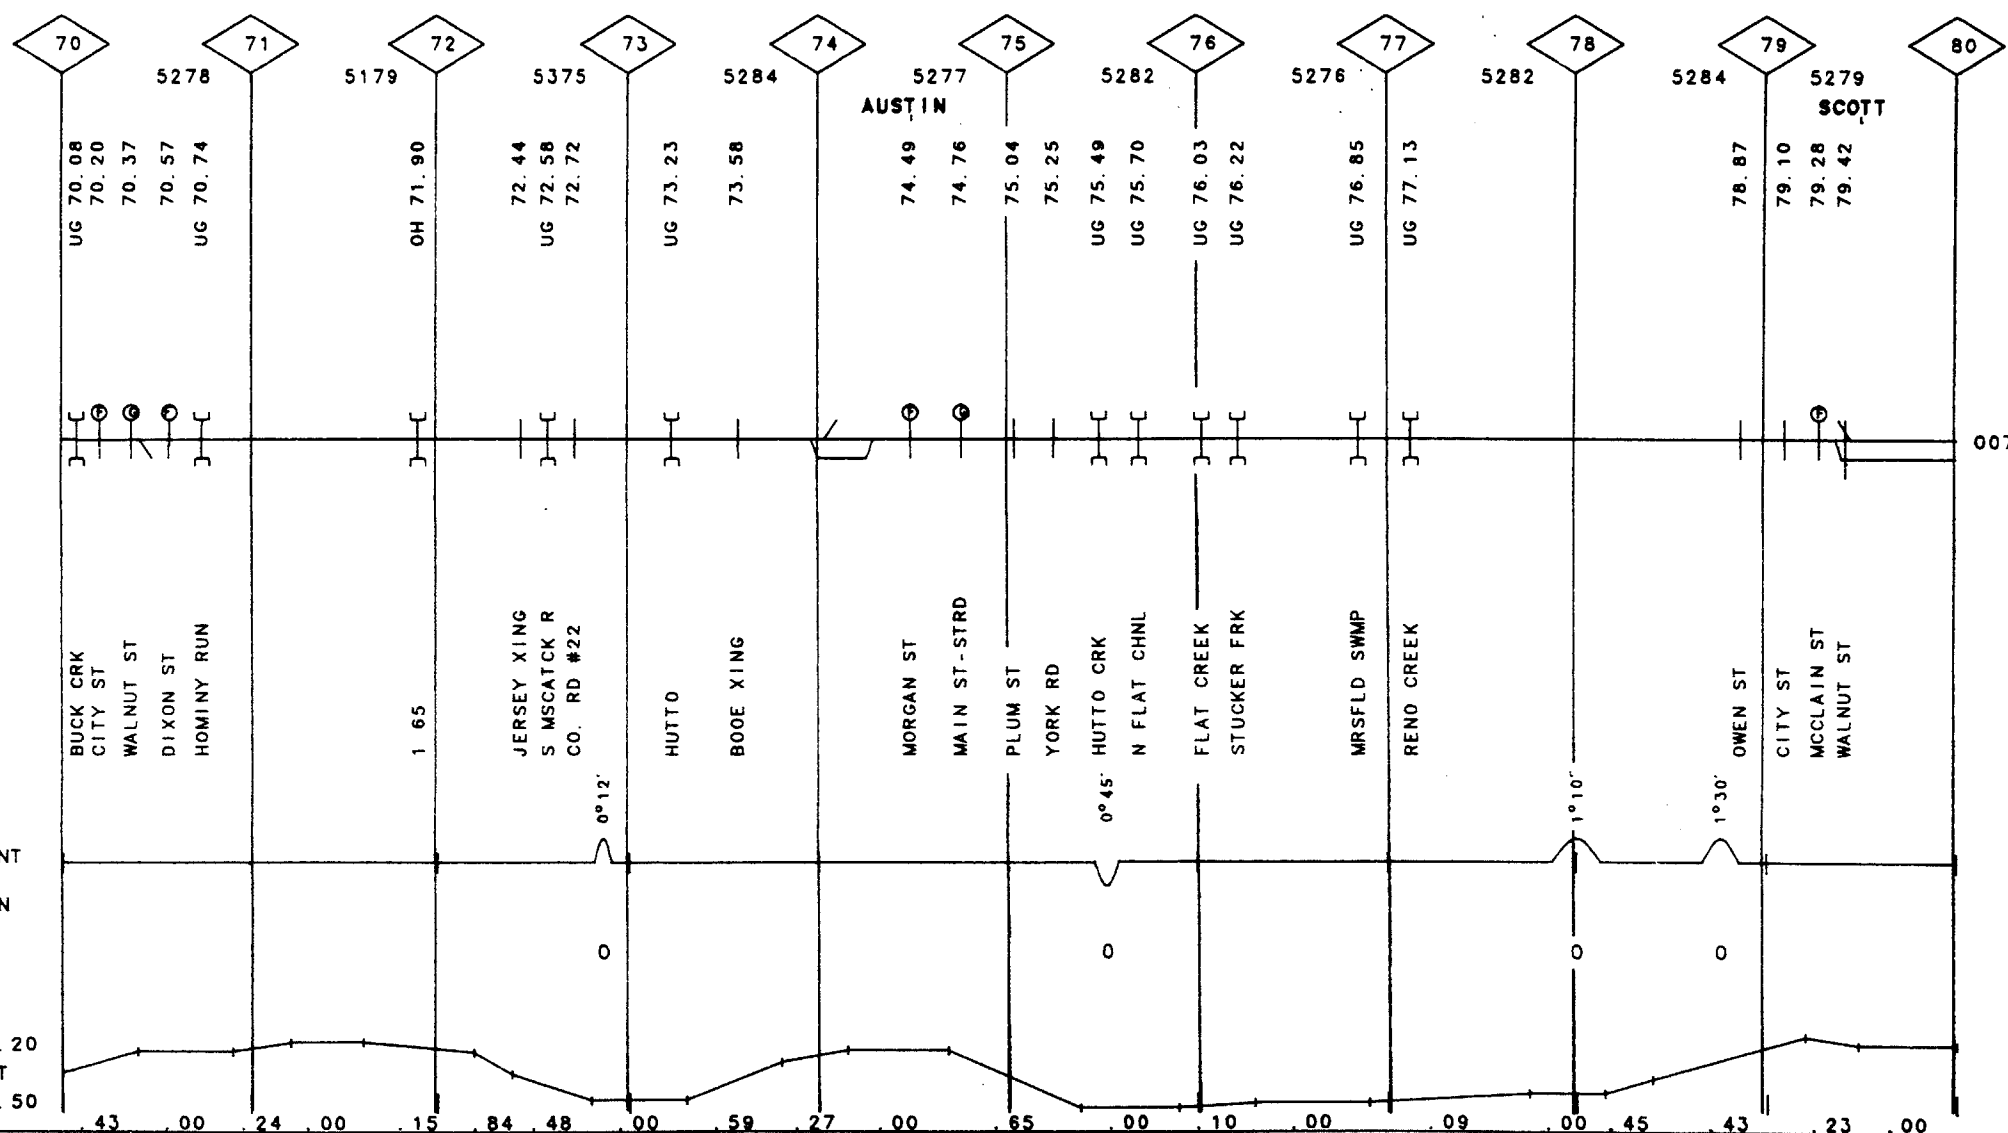 70 71 72 73 74 75 76 77 78 79 80
5278 5179 5375 5284 5277 5282 5276 5282 5284 5279
AUSTIN SCOTT
UG 70.08
70.20
70.37
70.57
UG 70.74
OH 71.90
72.44
UG 72.58
72.72
UG 73.23
73.58
74.49
74.76
75.04
75.25
UG 75.49
UG 75.70
UG 76.03
UG 76.22
UG 76.85
UG 77.13
78.87
79.10
79.28
79.42
F G F F G F
007
BUCK CRK
CITY ST
WALNUT ST
DIXON ST
HOMINY RUN
1 65
JERSEY XING
S MSCATCK R
CO. RD #22
HUTTO
BOOE XING
MORGAN ST
MAIN ST-STRD
PLUM ST
YORK RD
HUTTO CRK
N FLAT CHNL
FLAT CREEK
STUCKER FRK
MRSFLD SWMP
RENO CREEK
OWEN ST
CITY ST
MCCLAIN ST
WALNUT ST
0°12' 0°45' 1°10' 1°30'
NT
N
0 0 0 0
.20
T
.50
.43 .00 .24 .00 .15 .84 .48 .00 .59 .27 .00 .65 .00 .10 .00 .09 .00 .45 .43 .23 .00